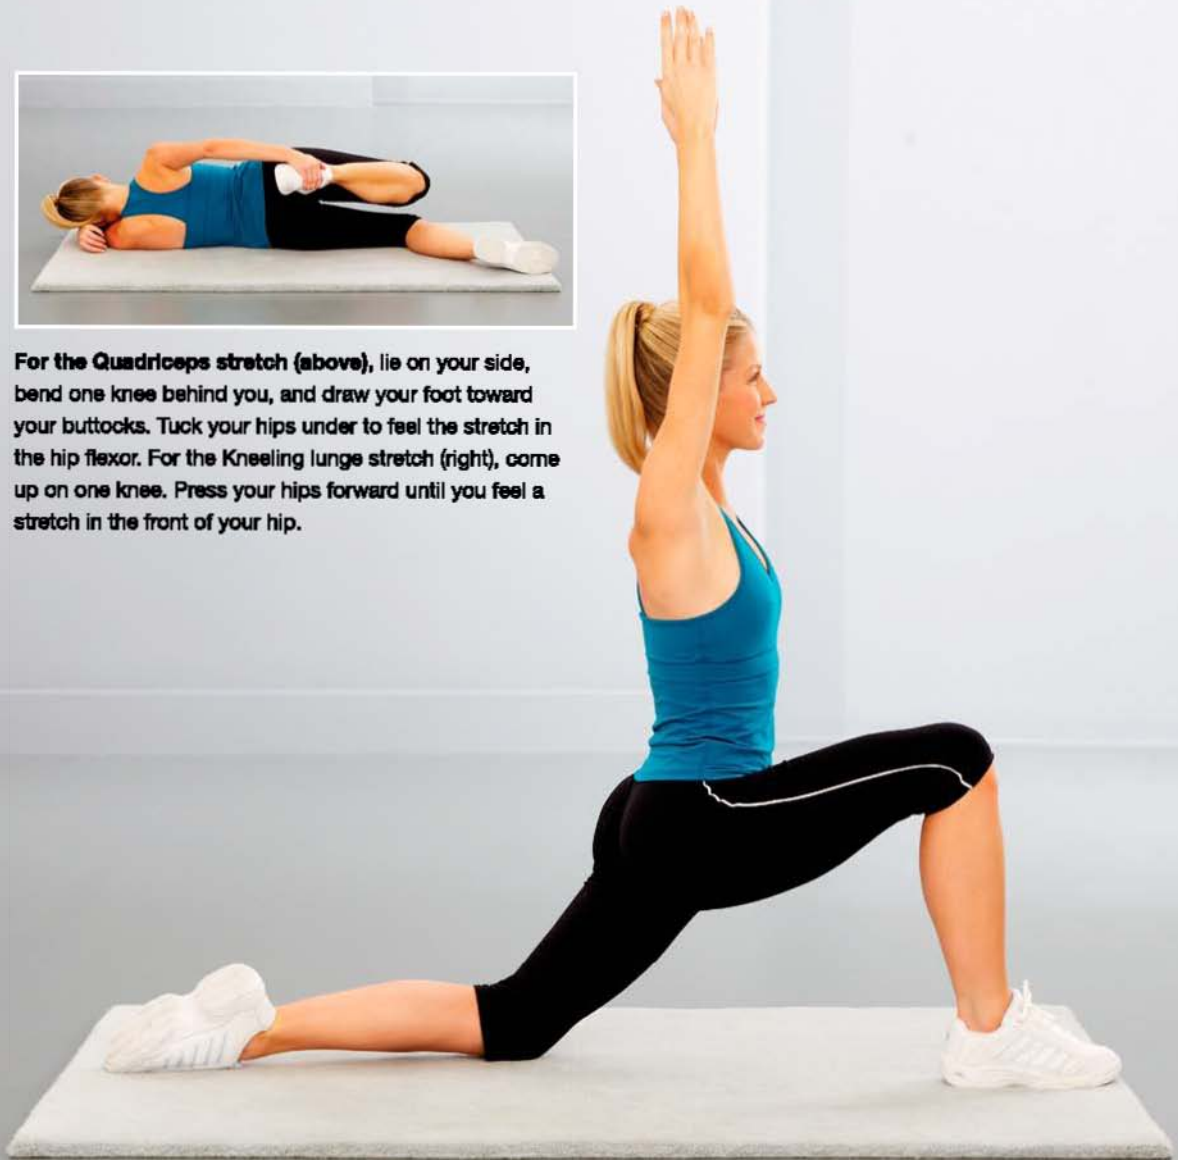 For the Quadriceps stretch (above), lie on your side,
bend one knee behind you, and draw your foot toward
your buttocks. Tuck your hips under to feel the stretch in
the hip flexor. For the Kneeling lunge stretch (right), come
up on one knee. Press your hips forward until you feel a
stretch in the front of your hip.